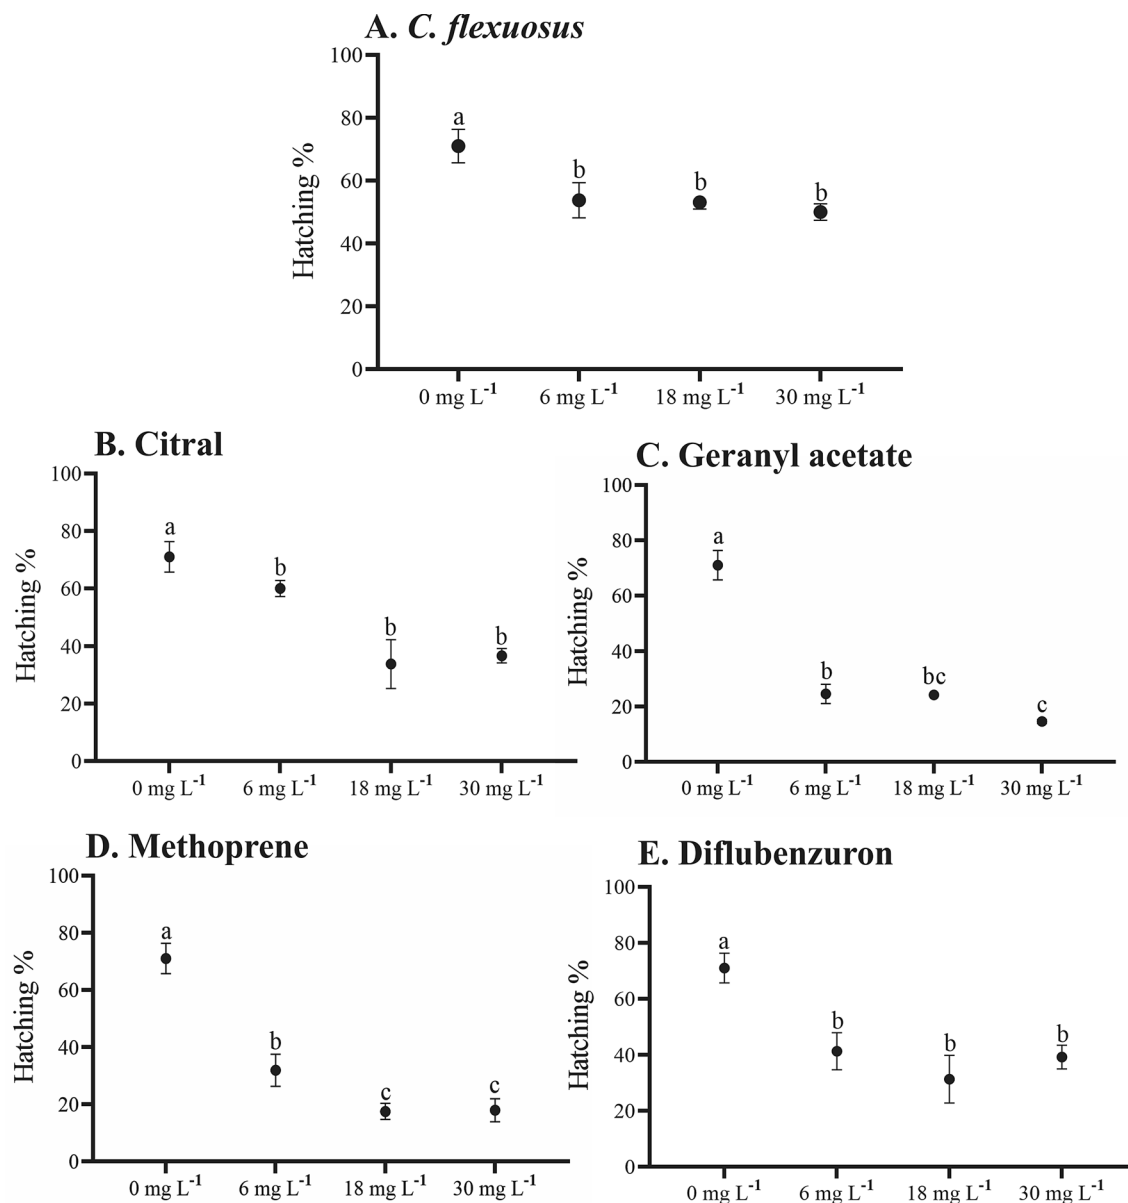 A. C. flexuosus
100
a
80
b
b
b
60
40
20
0
Hatching %
0 mg L-1 6 mg L-1 18 mg L-1 30 mg L-1
B. Citral
100
a
80
b
60
b
b
40
20
0
Hatching %
0 mg L-1 6 mg L-1 18 mg L-1 30 mg L-1
C. Geranyl acetate
100
a
80
60
40
b
bc
c
20
0
Hatching %
0 mg L-1 6 mg L-1 18 mg L-1 30 mg L-1
D. Methoprene
100
a
80
60
b
40
c
c
20
0
Hatching %
0 mg L-1 6 mg L-1 18 mg L-1 30 mg L-1
E. Diflubenzuron
100
a
80
60
b
b
b
40
20
0
Hatching %
0 mg L-1 6 mg L-1 18 mg L-1 30 mg L-1